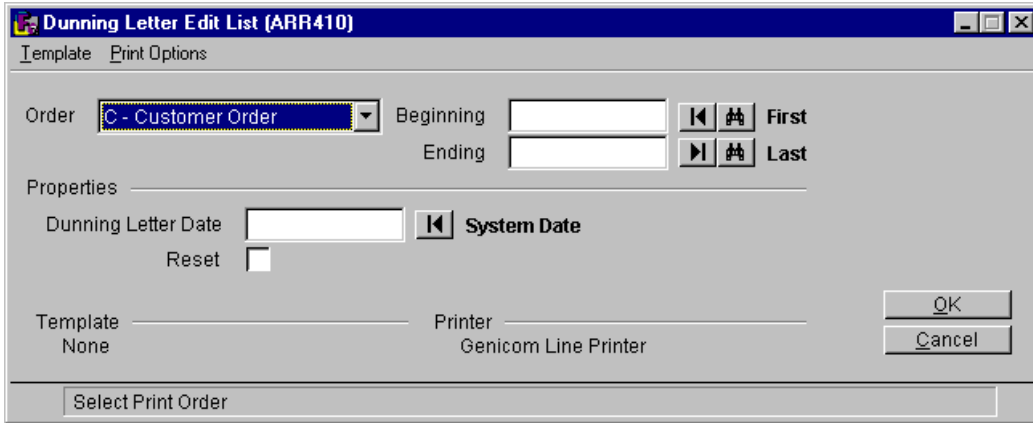 Dunning Letter Edit List (ARR410)
Template Print Options
Order C - Customer Order Beginning First
Ending Last
Properties
Dunning Letter Date System Date
Reset
OK
Template Printer
None Genicom Line Printer
Cancel
Select Print Order